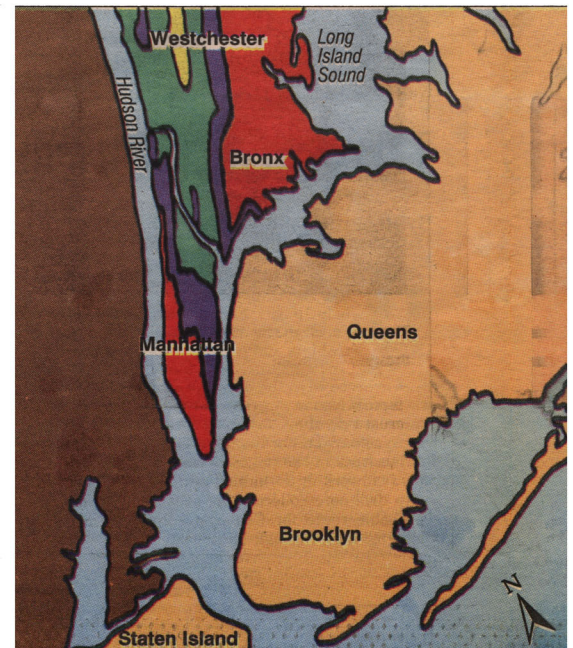 Westchester
Long
Island
Sound
Hudson River
Bronx
Manhattan
Queens
Brooklyn
N
Staten Island